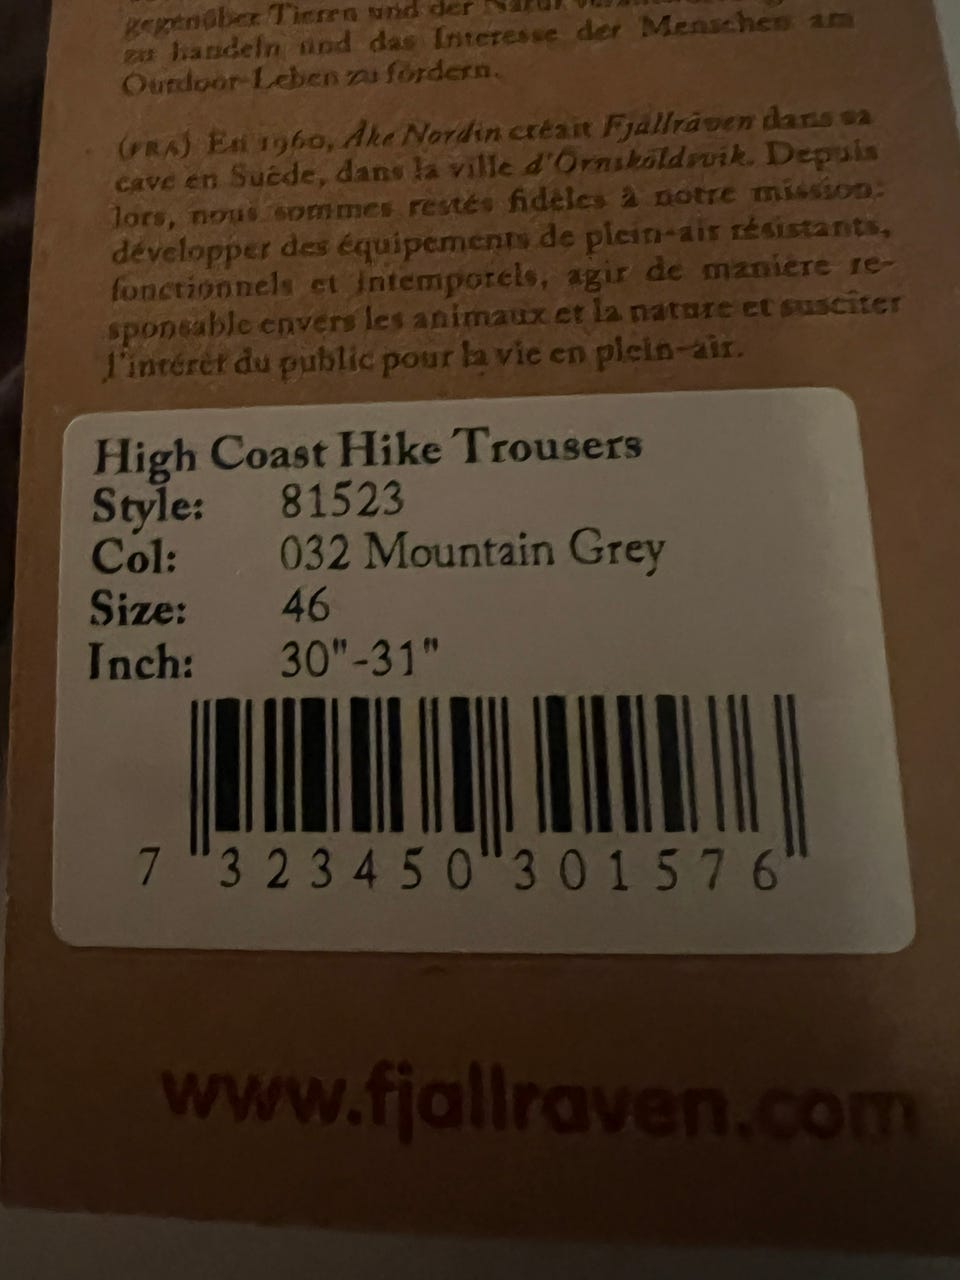 gegenüber Tieren und der Natur
zu handeln und das Interesse der Menschen am
Outdoor-Leben zu fördern.
(FRA) En 1960, Åke Nordin créait Fjällräven dans sa
cave en Suède, dans la ville d'Örnsköldsvik. Depuis
lors, nous sommes restés fidèles à notre mission:
développer des équipements de plein-air résistants,
fonctionnels et intemporels, agir de manière re-
sponsable envers les animaux et la nature et susciter
l'intérêt du public pour la vie en plein-air.
High Coast Hike Trousers
Style: 81523
Col: 032 Mountain Grey
Size: 46
Inch: 30"-31"
7 323450 301576
www.fjallraven.com